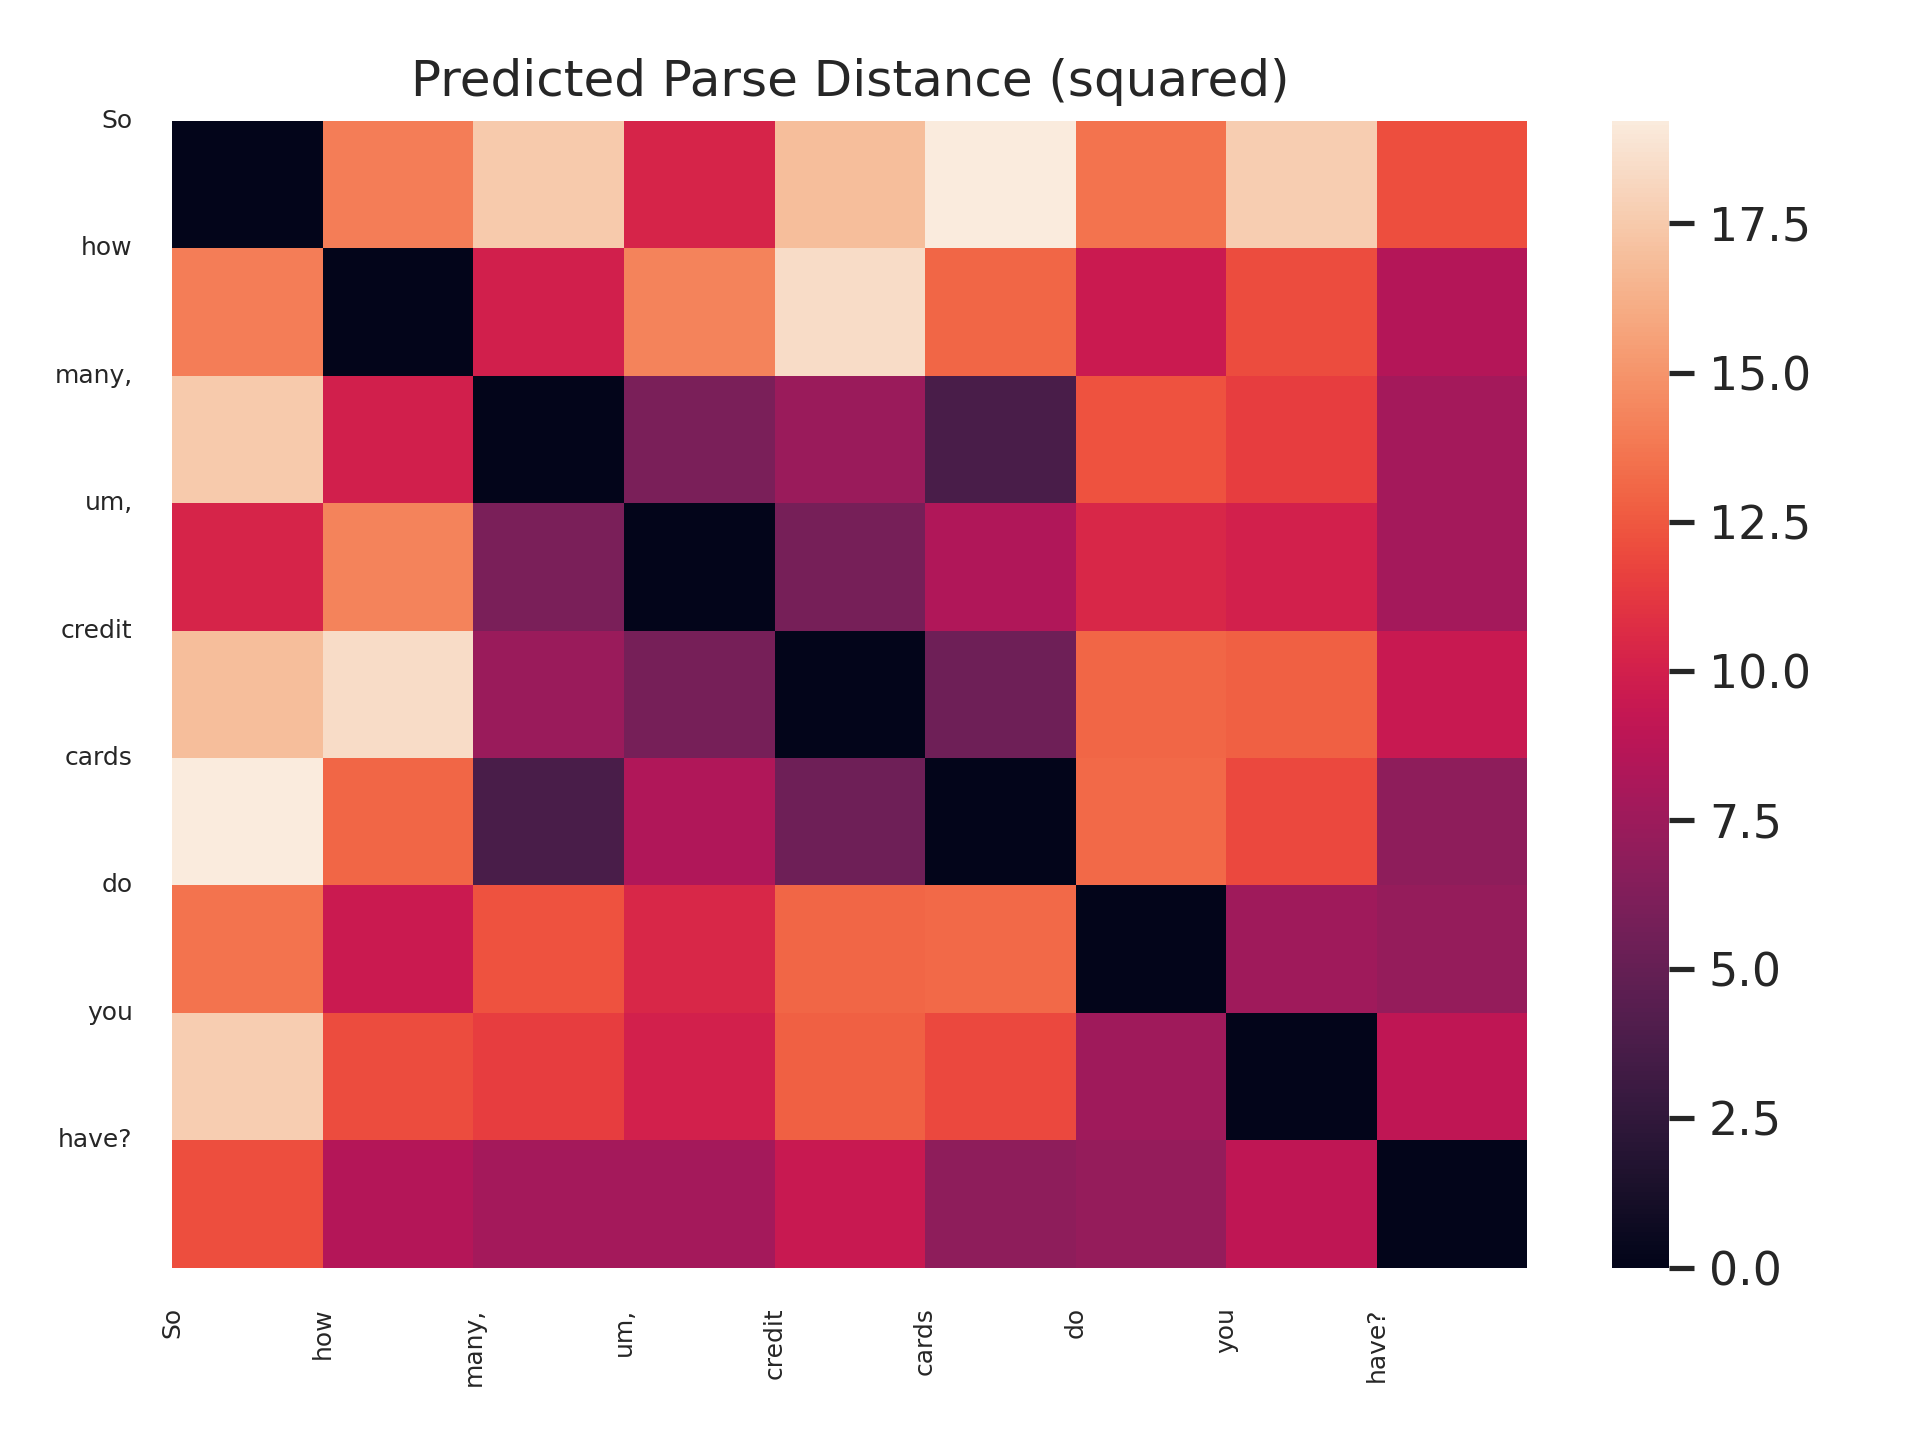 Predicted Parse Distance (squared)
So
how
many,
um,
credit
cards
do
you
have?
17.5
15.0
12.5
10.0
7.5
5.0
2.5
0.0
So
how
many,
um,
credit
cards
do
you
have?